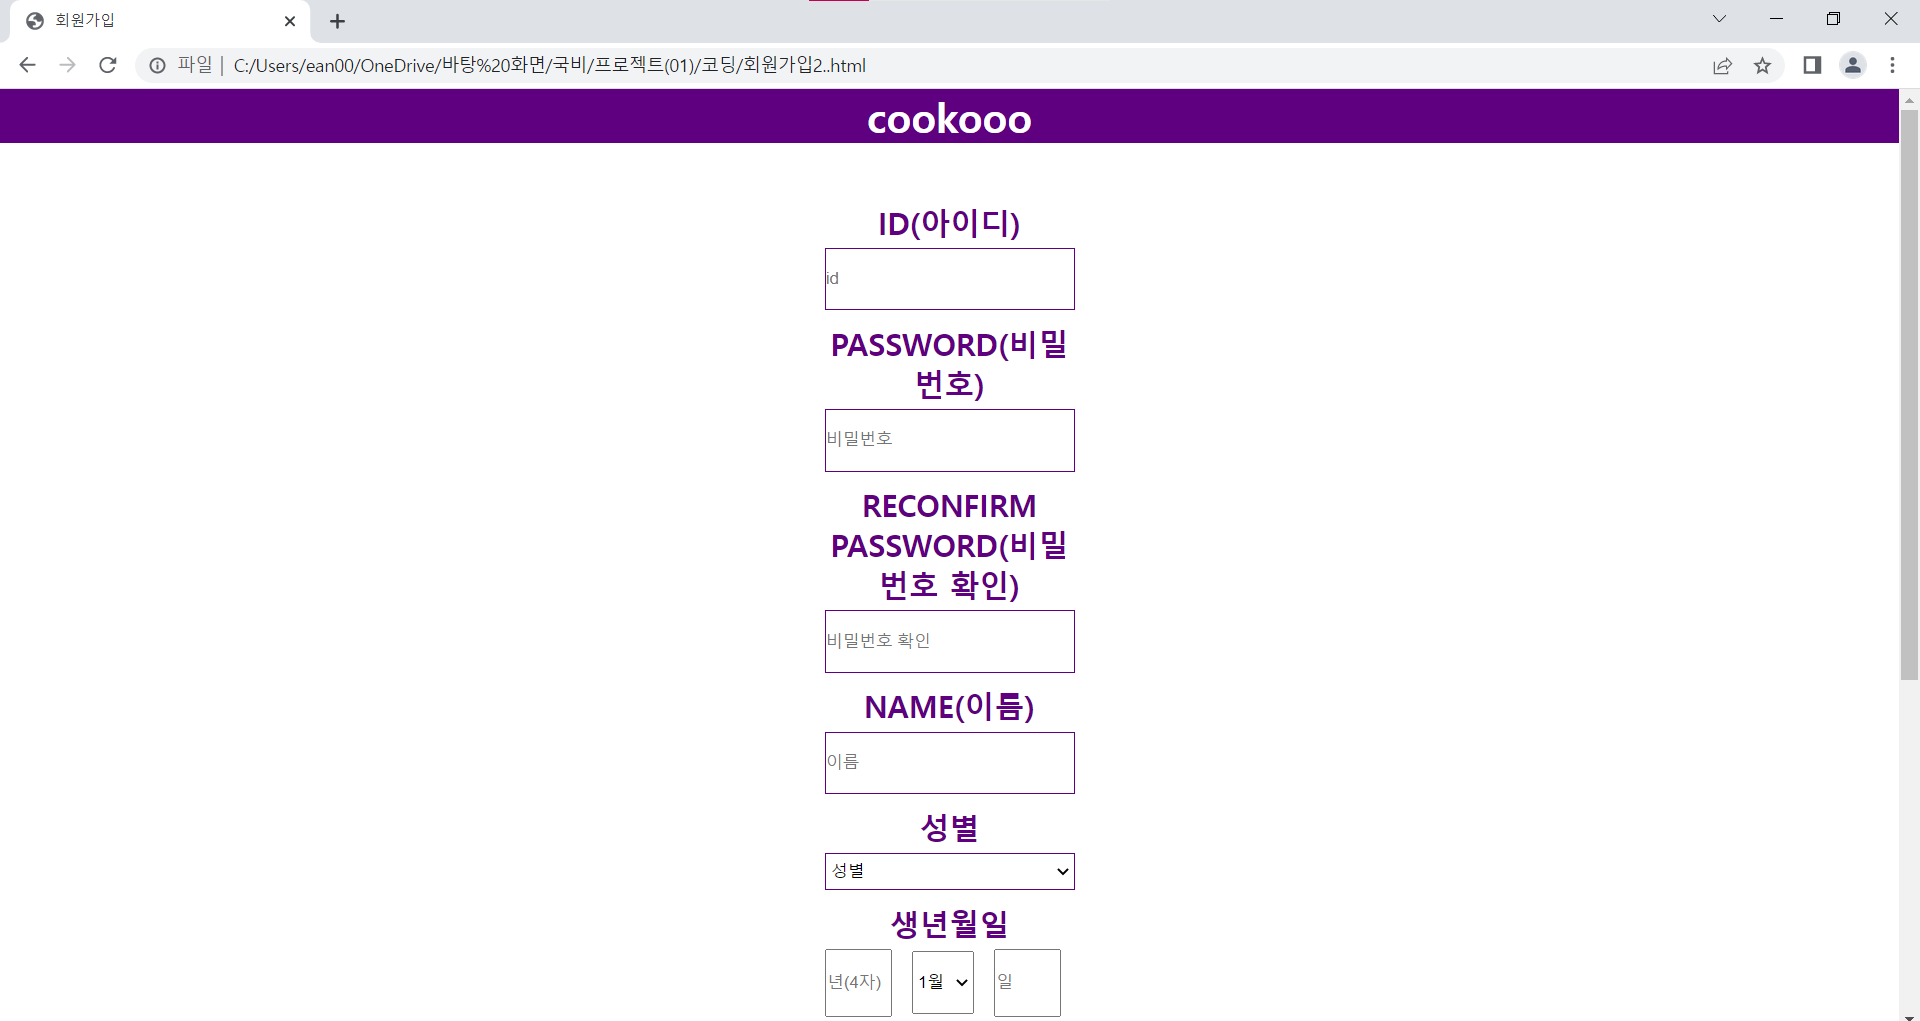 회원가입
파일 | C:/Users/ean00/OneDrive/바탕%20화면/국비/프로젝트(01)/코딩/회원가입2..html
cookooo
ID(아이디)
id
PASSWORD(비밀
번호)
비밀번호
RECONFIRM
PASSWORD(비밀
번호 확인)
비밀번호 확인
NAME(이름)
이름
성별
성별
생년월일
년(4자) 1월 일